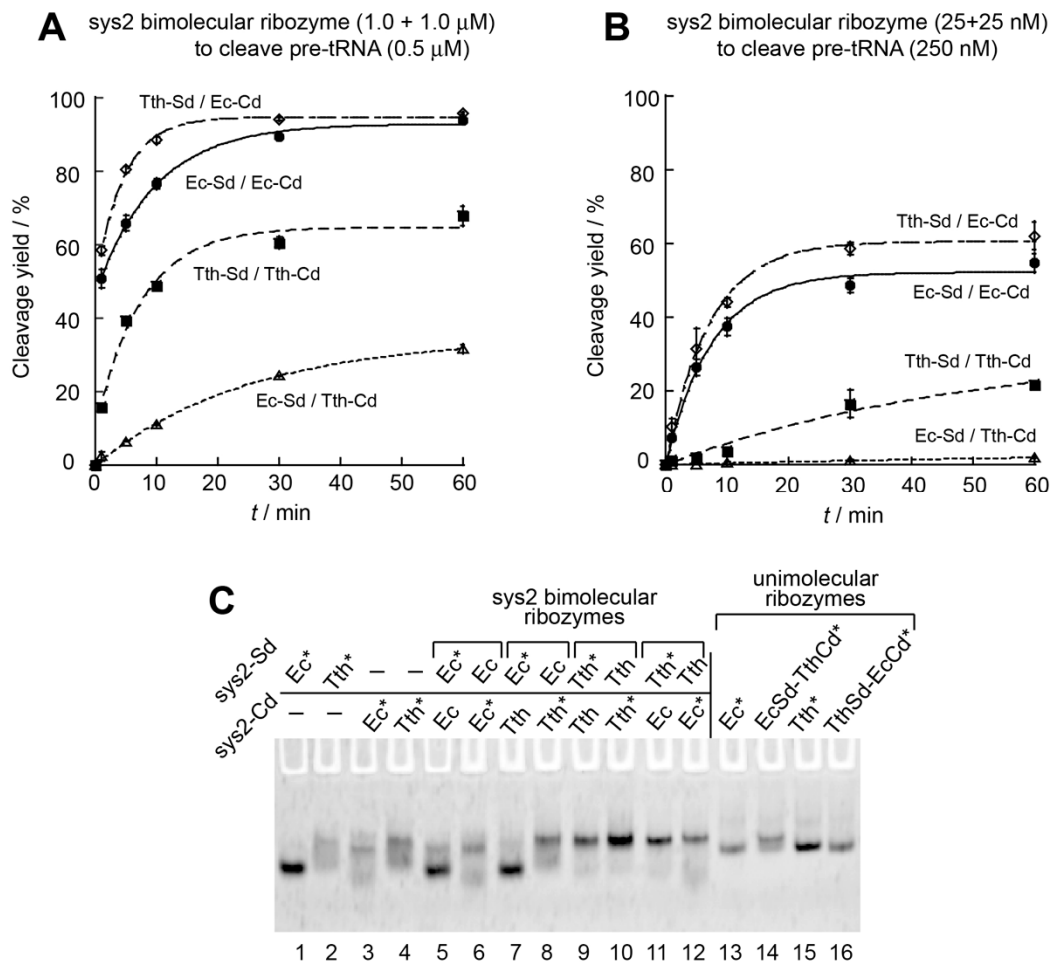 A
sys2 bimolecular ribozyme (1.0 + 1.0 μM)
to cleave pre-tRNA (0.5 μM)
Cleavage yield / %
100
80
60
40
20
0
Tth-Sd / Ec-Cd
Ec-Sd / Ec-Cd
Tth-Sd / Tth-Cd
Ec-Sd / Tth-Cd
0 10 20 30 40 50 60
t / min
B
sys2 bimolecular ribozyme (25+25 nM)
to cleave pre-tRNA (250 nM)
Cleavage yield / %
100
80
60
40
20
0
Tth-Sd / Ec-Cd
Ec-Sd / Ec-Cd
Tth-Sd / Tth-Cd
Ec-Sd / Tth-Cd
0 10 20 30 40 50 60
t / min
C
sys2 bimolecular
ribozymes
unimolecular
ribozymes
sys2-Sd Ec* Tth* – – Ec* Ec Ec* Ec Tth* Tth Tth* Tth
sys2-Cd – – Ec* Tth* Ec Ec* Tth Tth* Tth Tth* Ec Ec*
Ec* EcSd-TthCd* Tth* TthSd-EcCd*
1 2 3 4 5 6 7 8 9 10 11 12 13 14 15 16